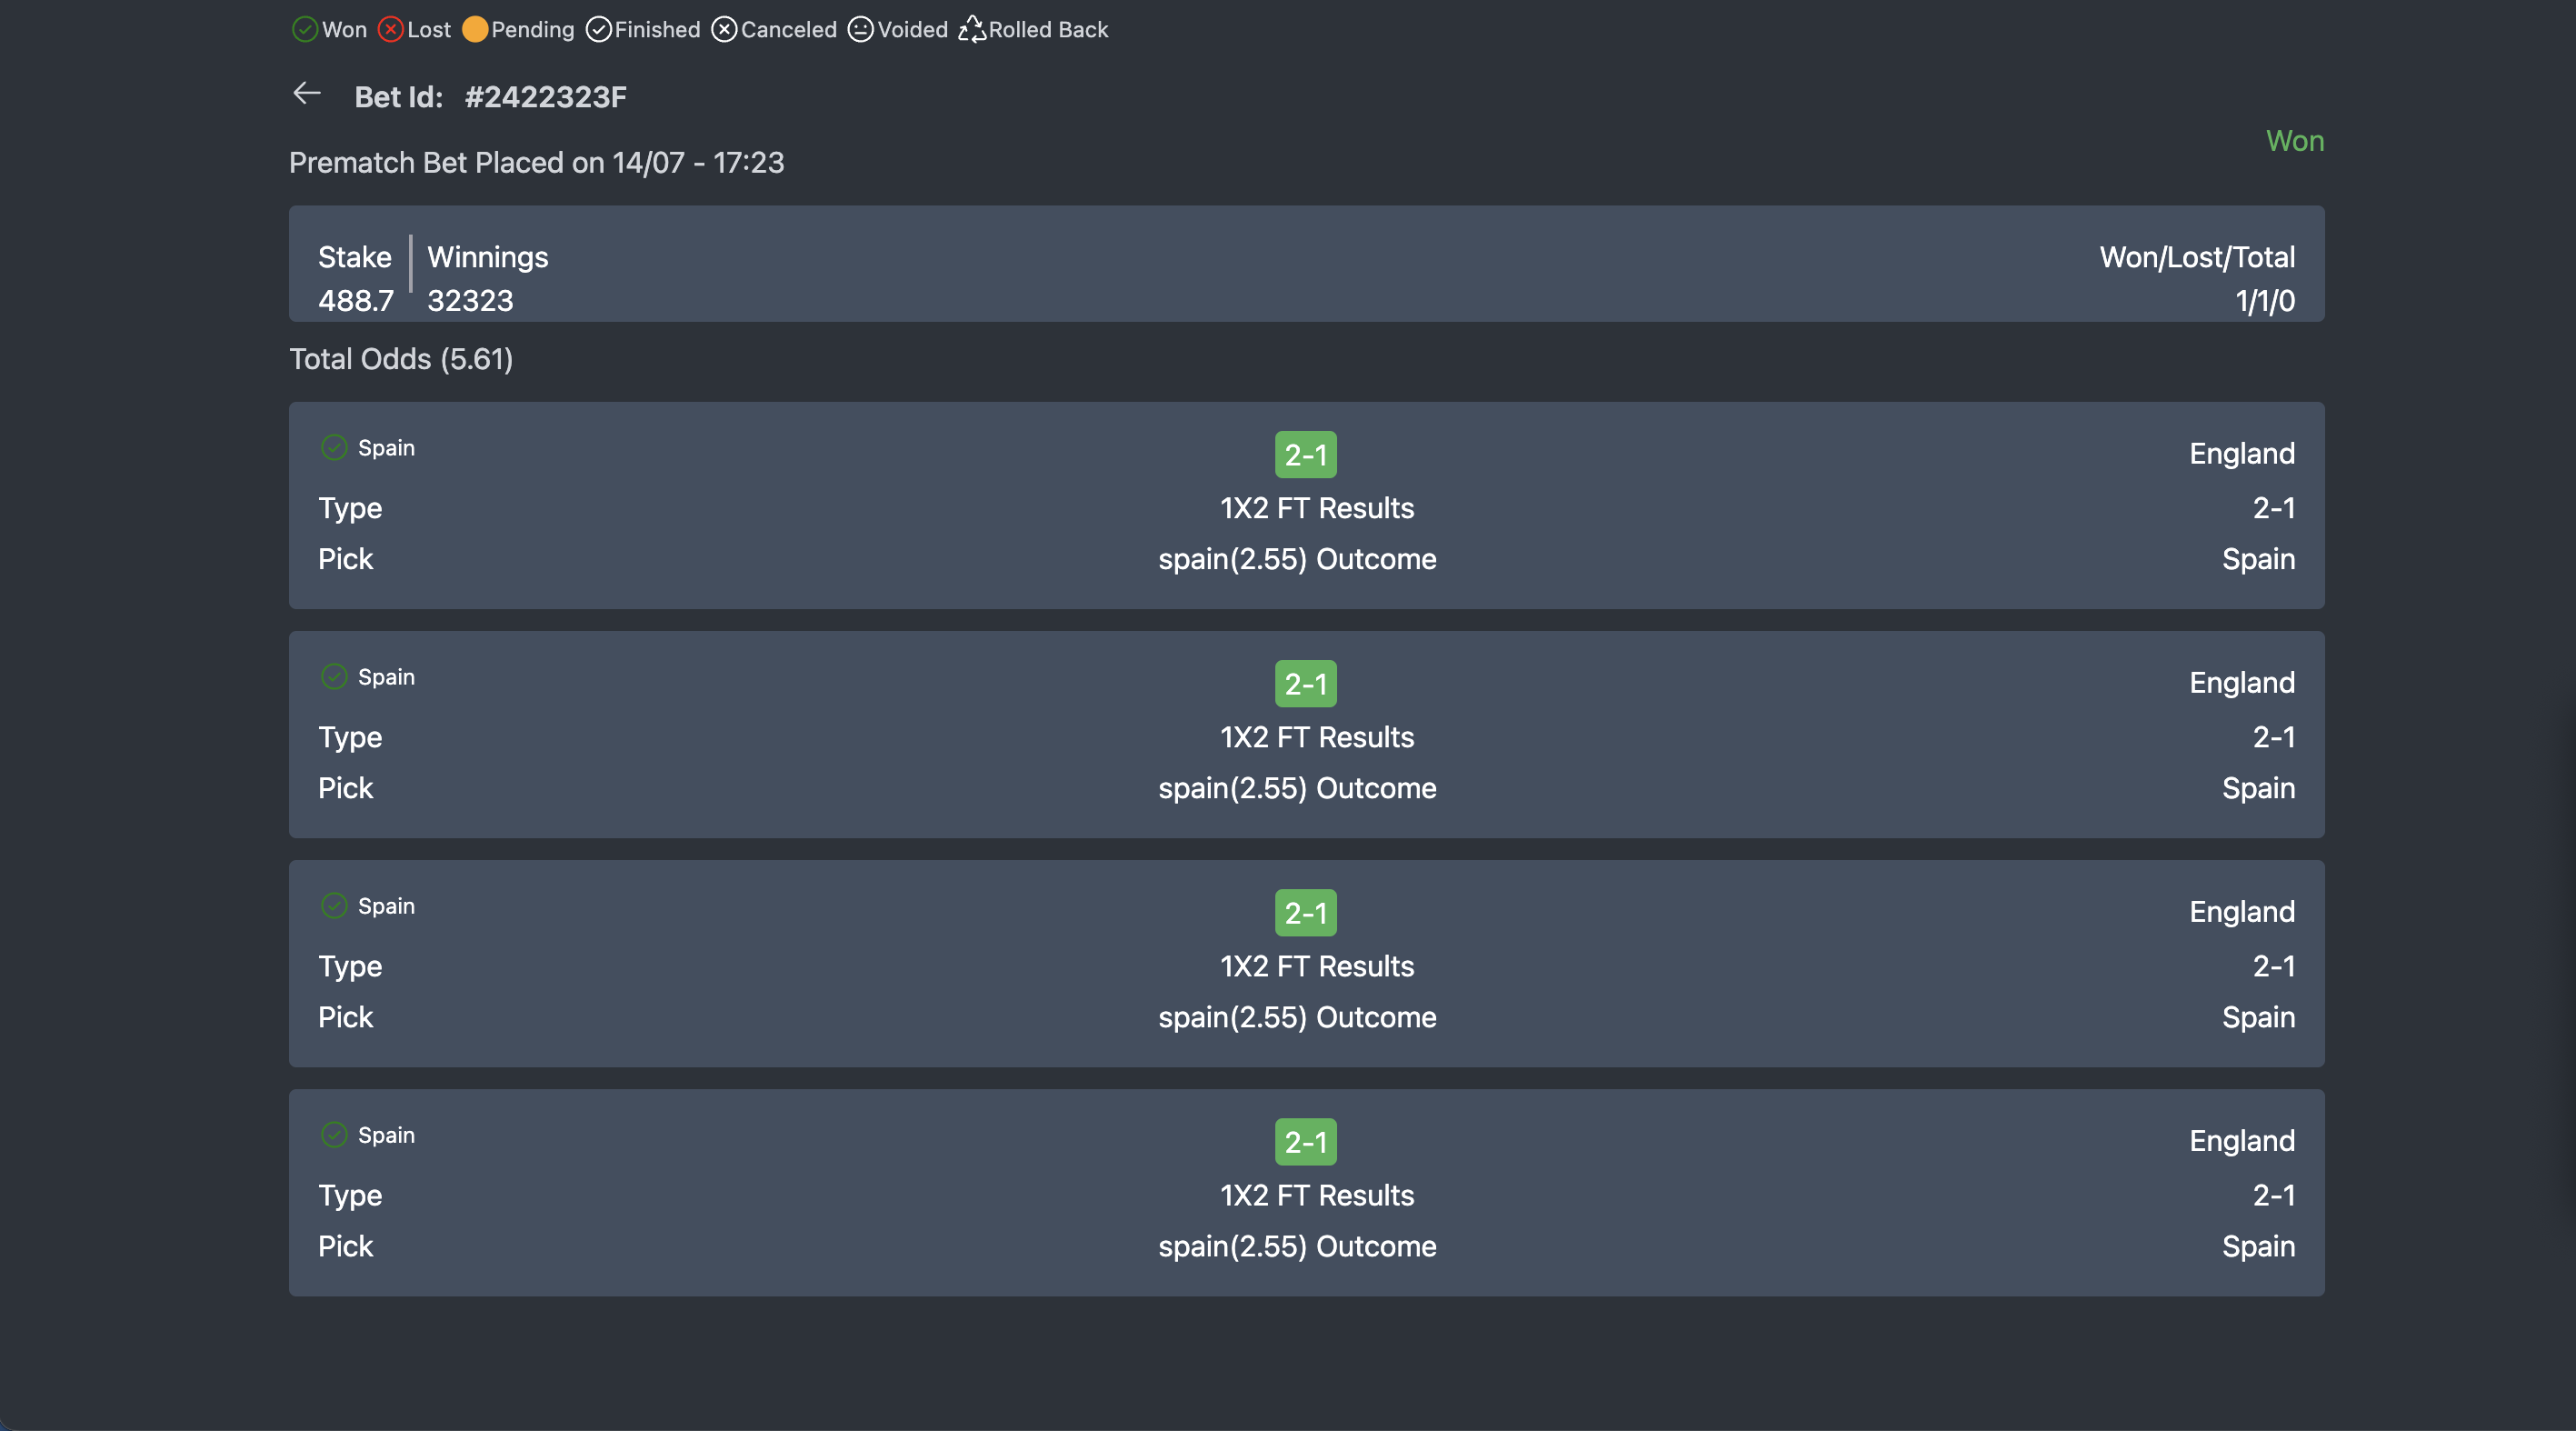 Won Lost Pending Finished Canceled Voided Rolled Back
Bet Id: #2422323F
Won
Prematch Bet Placed on 14/07 - 17:23
Stake Winnings Won/Lost/Total
488.7 32323 1/1/0
Total Odds (5.61)
Spain 2-1 England
Type 1X2 FT Results 2-1
Pick spain(2.55) Outcome Spain
Spain 2-1 England
Type 1X2 FT Results 2-1
Pick spain(2.55) Outcome Spain
Spain 2-1 England
Type 1X2 FT Results 2-1
Pick spain(2.55) Outcome Spain
Spain 2-1 England
Type 1X2 FT Results 2-1
Pick spain(2.55) Outcome Spain